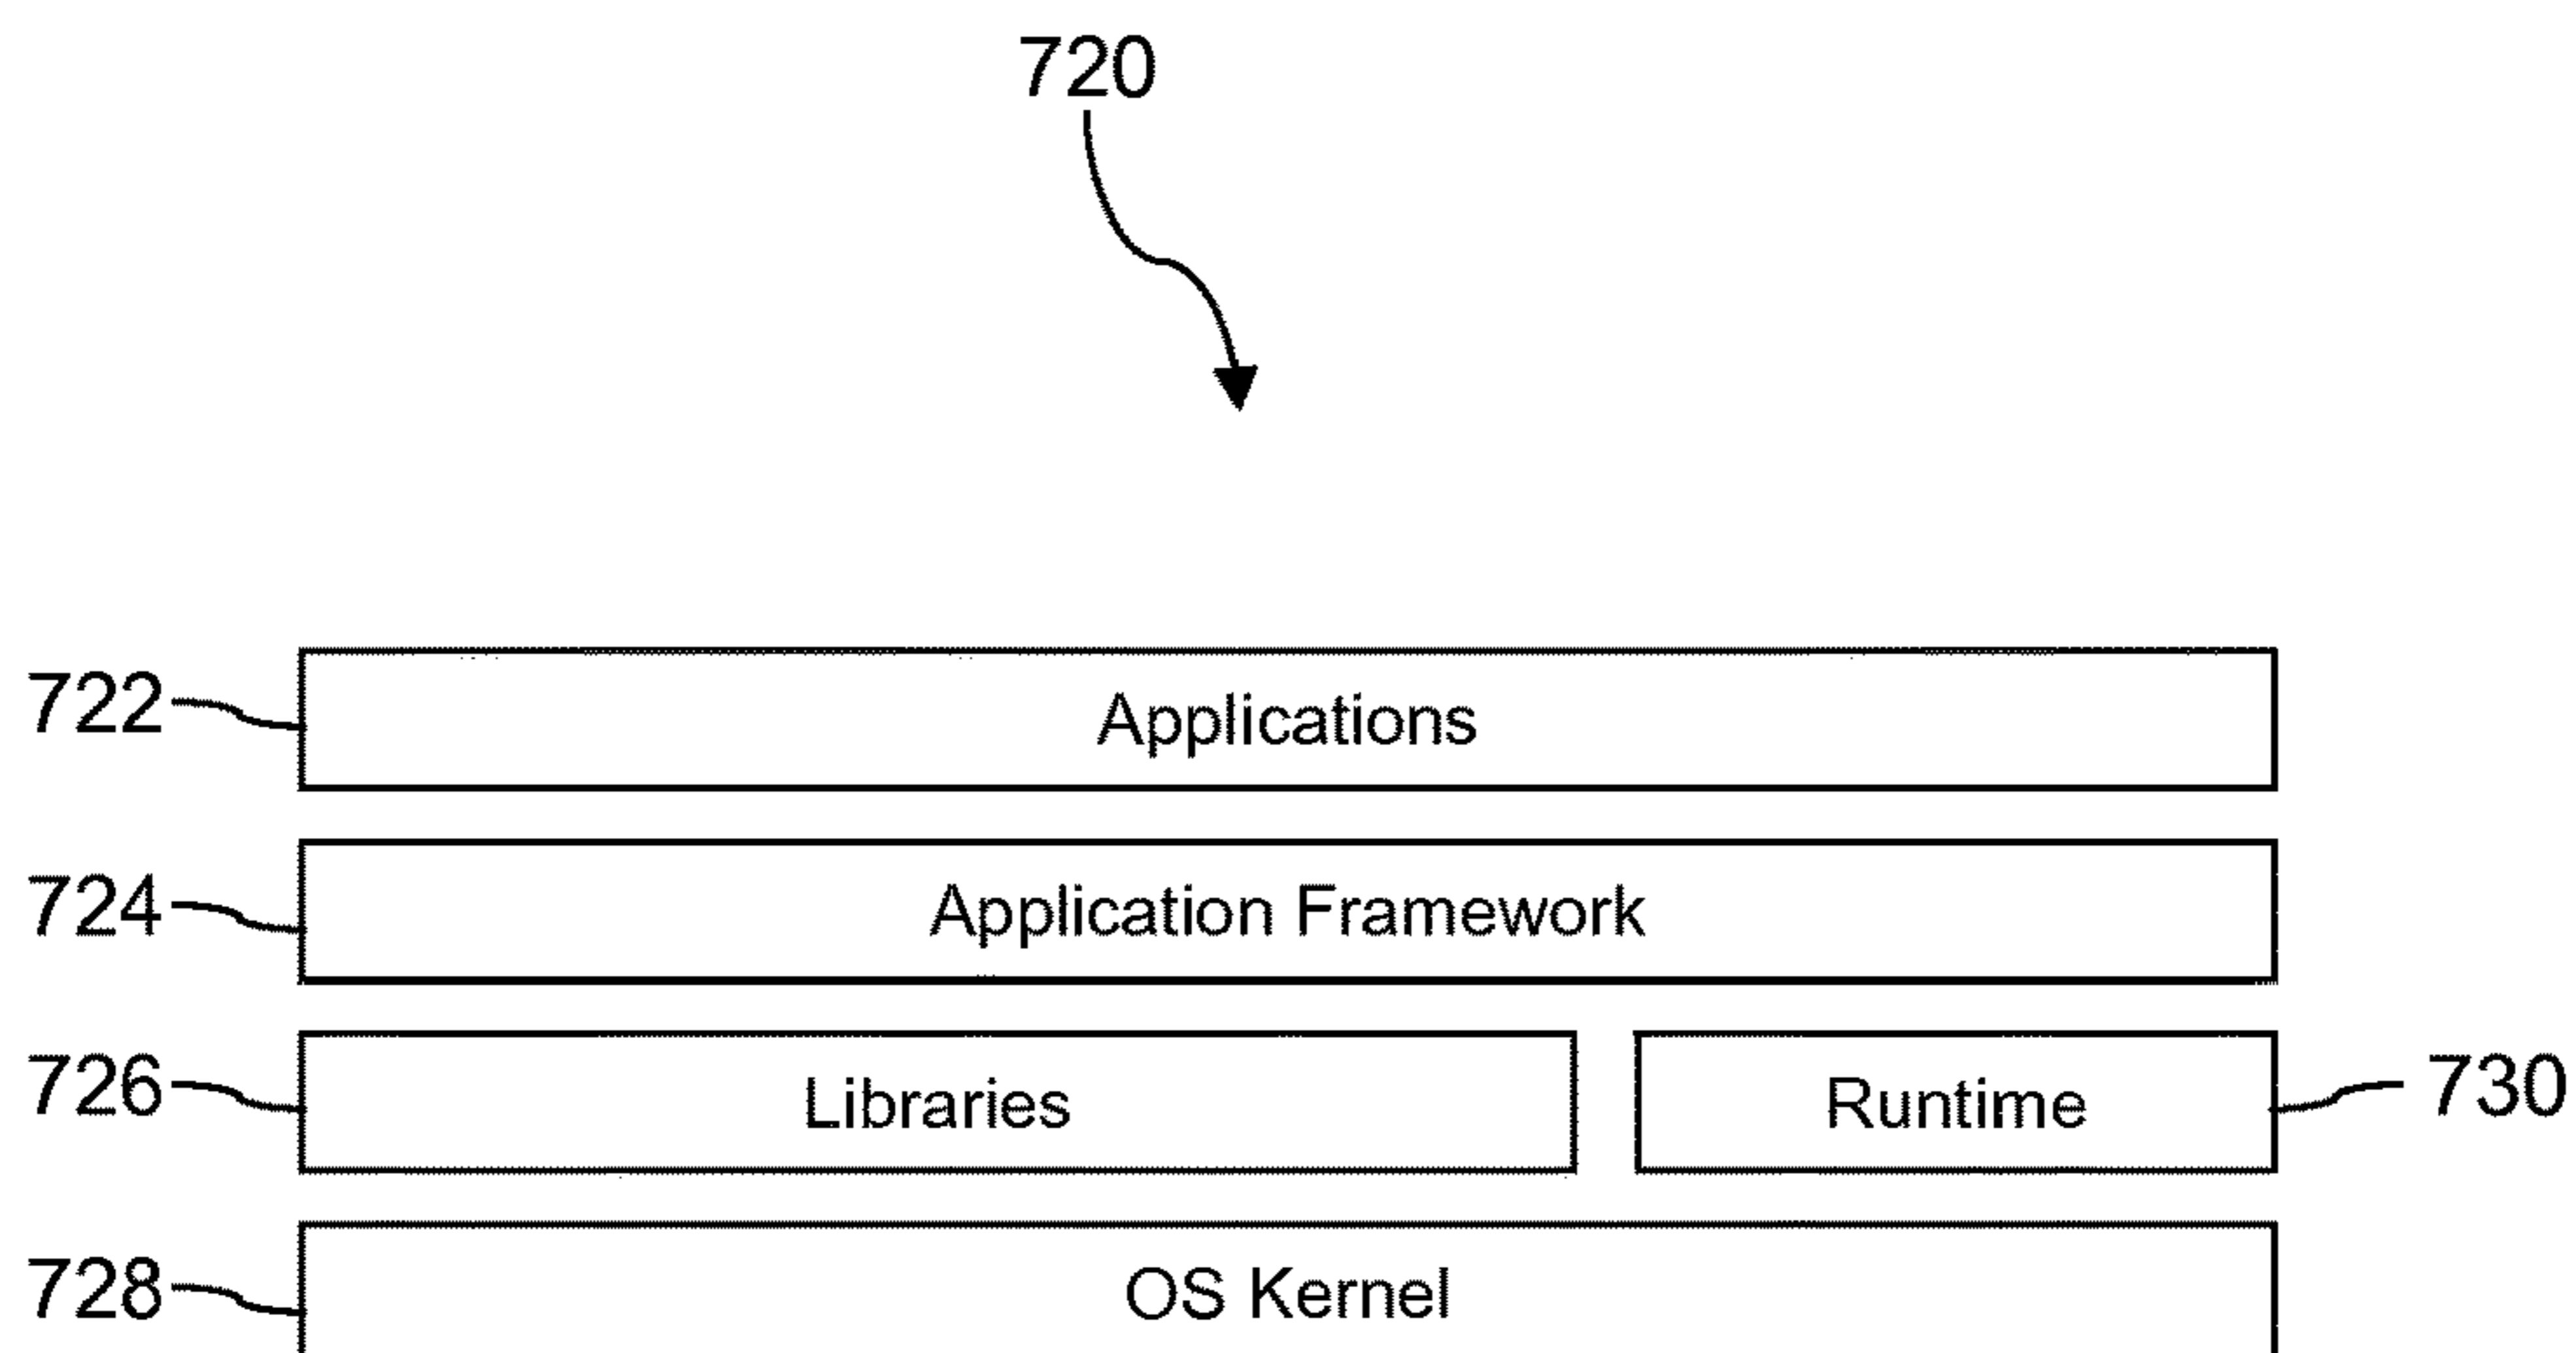 720
722 Applications
724 Application Framework
726 Libraries Runtime 730
728 OS Kernel